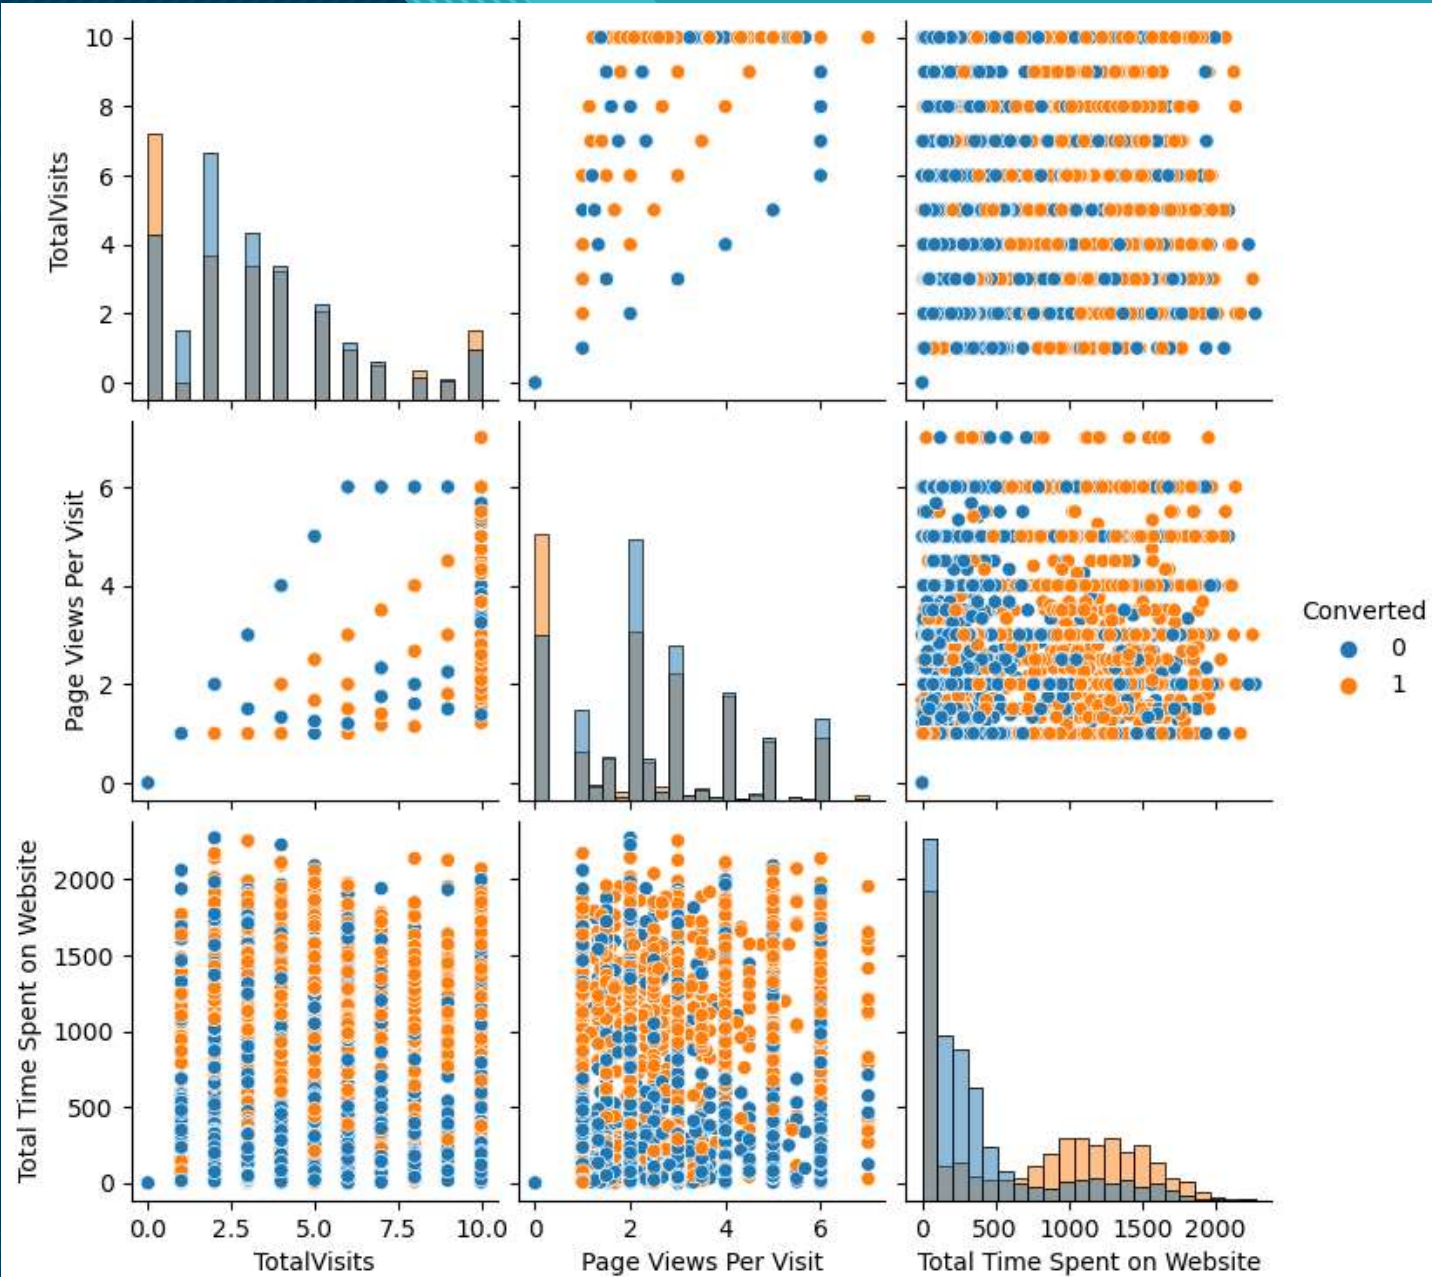 10
8
6
4
2
0
TotalVisits
6
4
2
0
Page Views Per Visit
Converted
0
1
2000
1500
1000
500
0
Total Time Spent on Website
0.0 2.5 5.0 7.5 10.0
0 2 4 6
0 500 1000 1500 2000
TotalVisits
Page Views Per Visit
Total Time Spent on Website